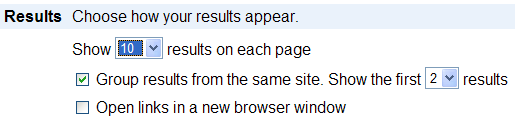 Results Choose how your results appear.
Show 10 results on each page
Group results from the same site. Show the first 2 results
Open links in a new browser window